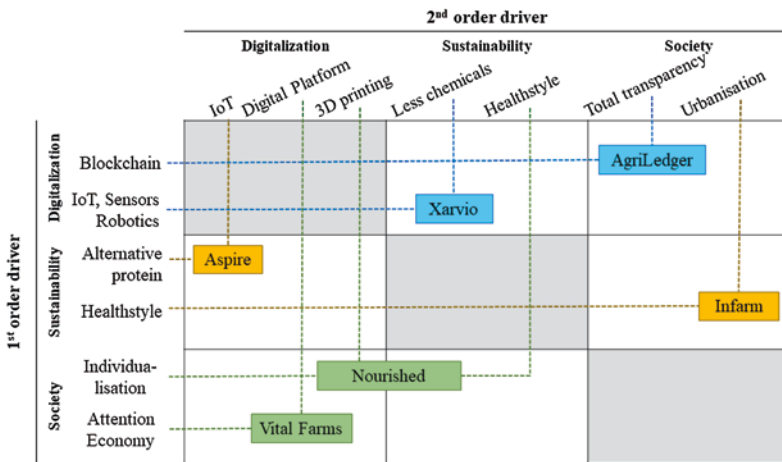 2nd order driver
Digitalization
Sustainability
Society
IoT
Digital Platform
3D printing
Less chemicals
Healthstyle
Total transparency
Urbanisation
1st order driver
Digitalization
Blockchain
AgriLedger
IoT, Sensors
Robotics
Xarvio
Sustainability
Alternative
protein
Aspire
Healthstyle
Infarm
Society
Individua-
lisation
Nourished
Attention
Economy
Vital Farms